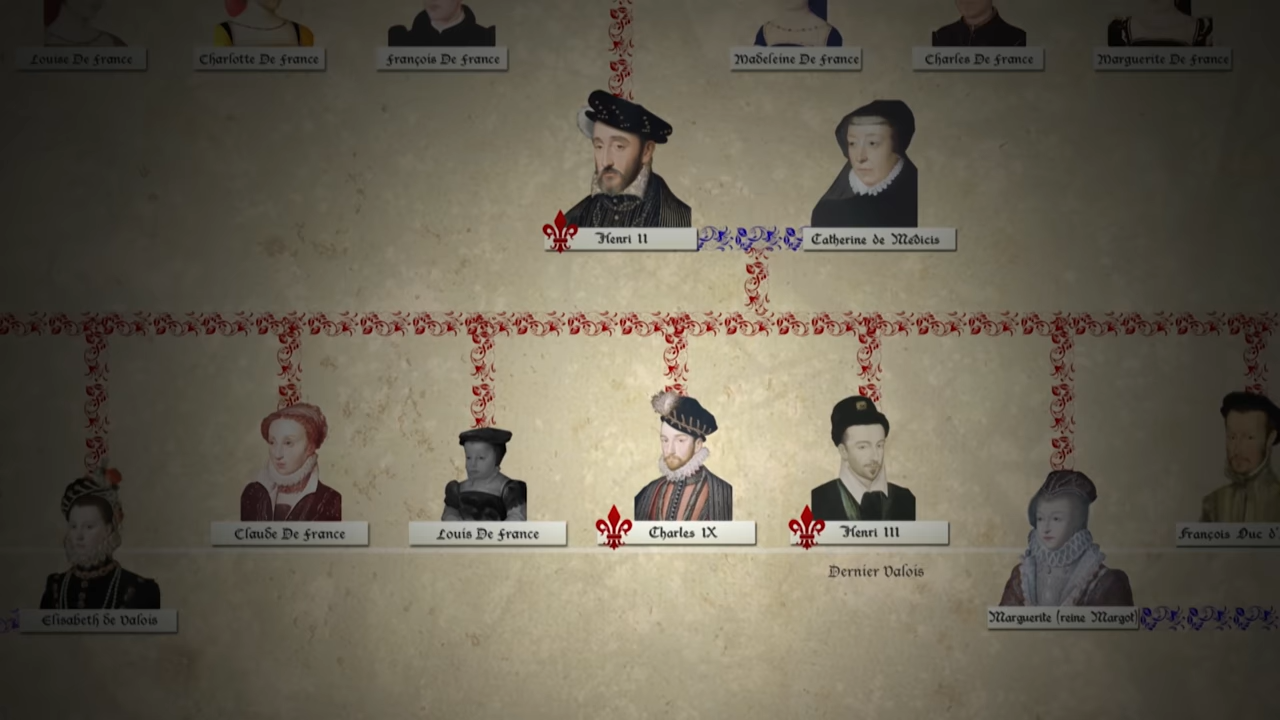 Louise De France
Charlotte De France
François De France
Madeleine De France
Charles De France
Marguerite De France
Henri II
Catherine de Medicis
Claude De France
Louis De France
Charles IX
Henri III
François Duc d'
Dernier Valois
Elisabeth de Valois
Marguerite (reine Margot)